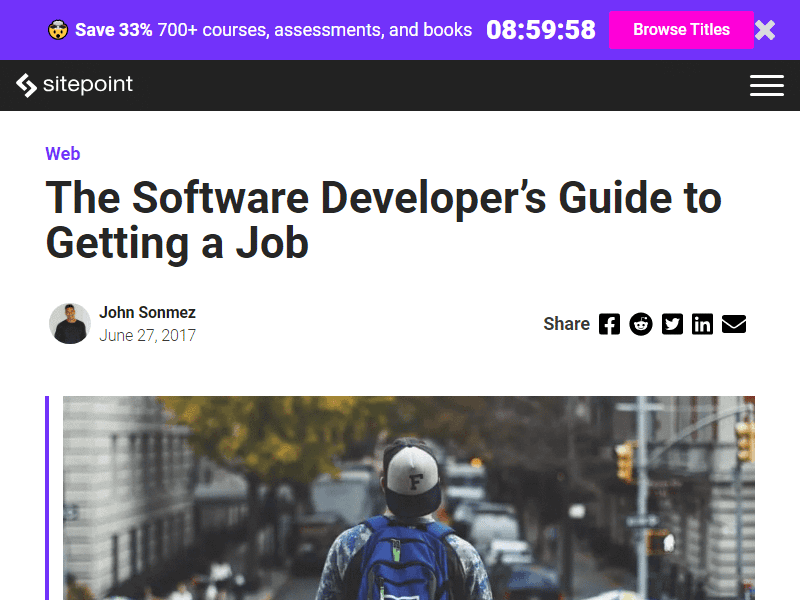 Save 33% 700+ courses, assessments, and books 08:59:58 Browse Titles
sitepoint
Web
The Software Developer’s Guide to
Getting a Job
John Sonmez
June 27, 2017
Share
F